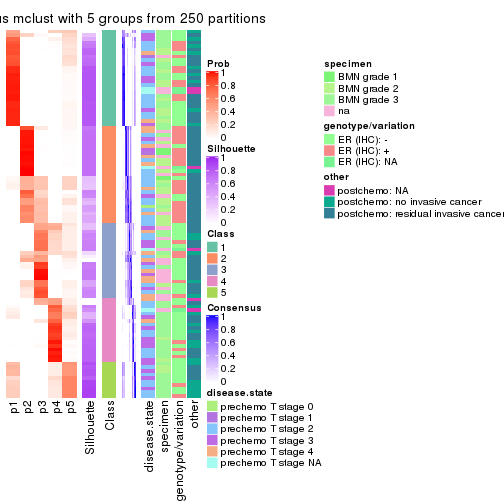 us mclust with 5 groups from 250 partitions
Prob
1
0.8
0.6
0.4
0.2
0
Silhouette
1
0.8
0.6
0.4
0.2
0
Class
1
2
3
4
5
Consensus
1
0.8
0.6
0.4
0.2
0
disease.state
prechemo T stage 0
prechemo T stage 1
prechemo T stage 2
prechemo T stage 3
prechemo T stage 4
prechemo T stage NA
specimen
BMN grade 1
BMN grade 2
BMN grade 3
na
genotype/variation
ER (IHC): -
ER (IHC): +
ER (IHC): NA
other
postchemo: NA
postchemo: no invasive cancer
postchemo: residual invasive cancer
p1
p2
p3
p4
p5
Silhouette
Class
disease.state
specimen
genotype/variation
other